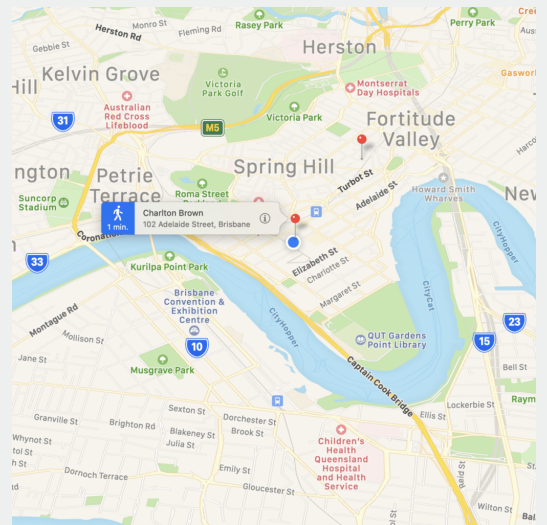 Monro St
Herston Rd
Fleming Rd
Rasey Park
Perry Park
Gebbie St
Herston
Kelvin Grove
Victoria
Park Golf
Montserrat
Day Hospitals
Australian
Red Cross
Lifeblood
Victoria Park
Fortitude
Valley
31
M5
Spring Hill
Petrie
Terrace
Turbot St
Adelaide St
Howard Smith
Wharves
Suncorp
Stadium
Roma Street
1 min.
Charlton Brown
102 Adelaide Street, Brisbane
CityHopper
33
Kurilpa Point Park
Elizabeth St
Charlotte St
Margaret St
CityCat
Brisbane
Convention &
Exhibition
Centre
CityHopper
Montague Rd
Mollison St
10
QUT Gardens
Point Library
15
23
Jane St
Musgrave Park
Captain Cook Bridge
Bell St
Sexton St
Dorchester St
Lockerbie St
Ellis St
Granville St
Brighton Rd
Blakeney St
Brook St
Julia St
Children's
Health
Queensland
Hospital
and Health
Service
Emily St
Dornoch Terrace
Gloucester St
Wilton St